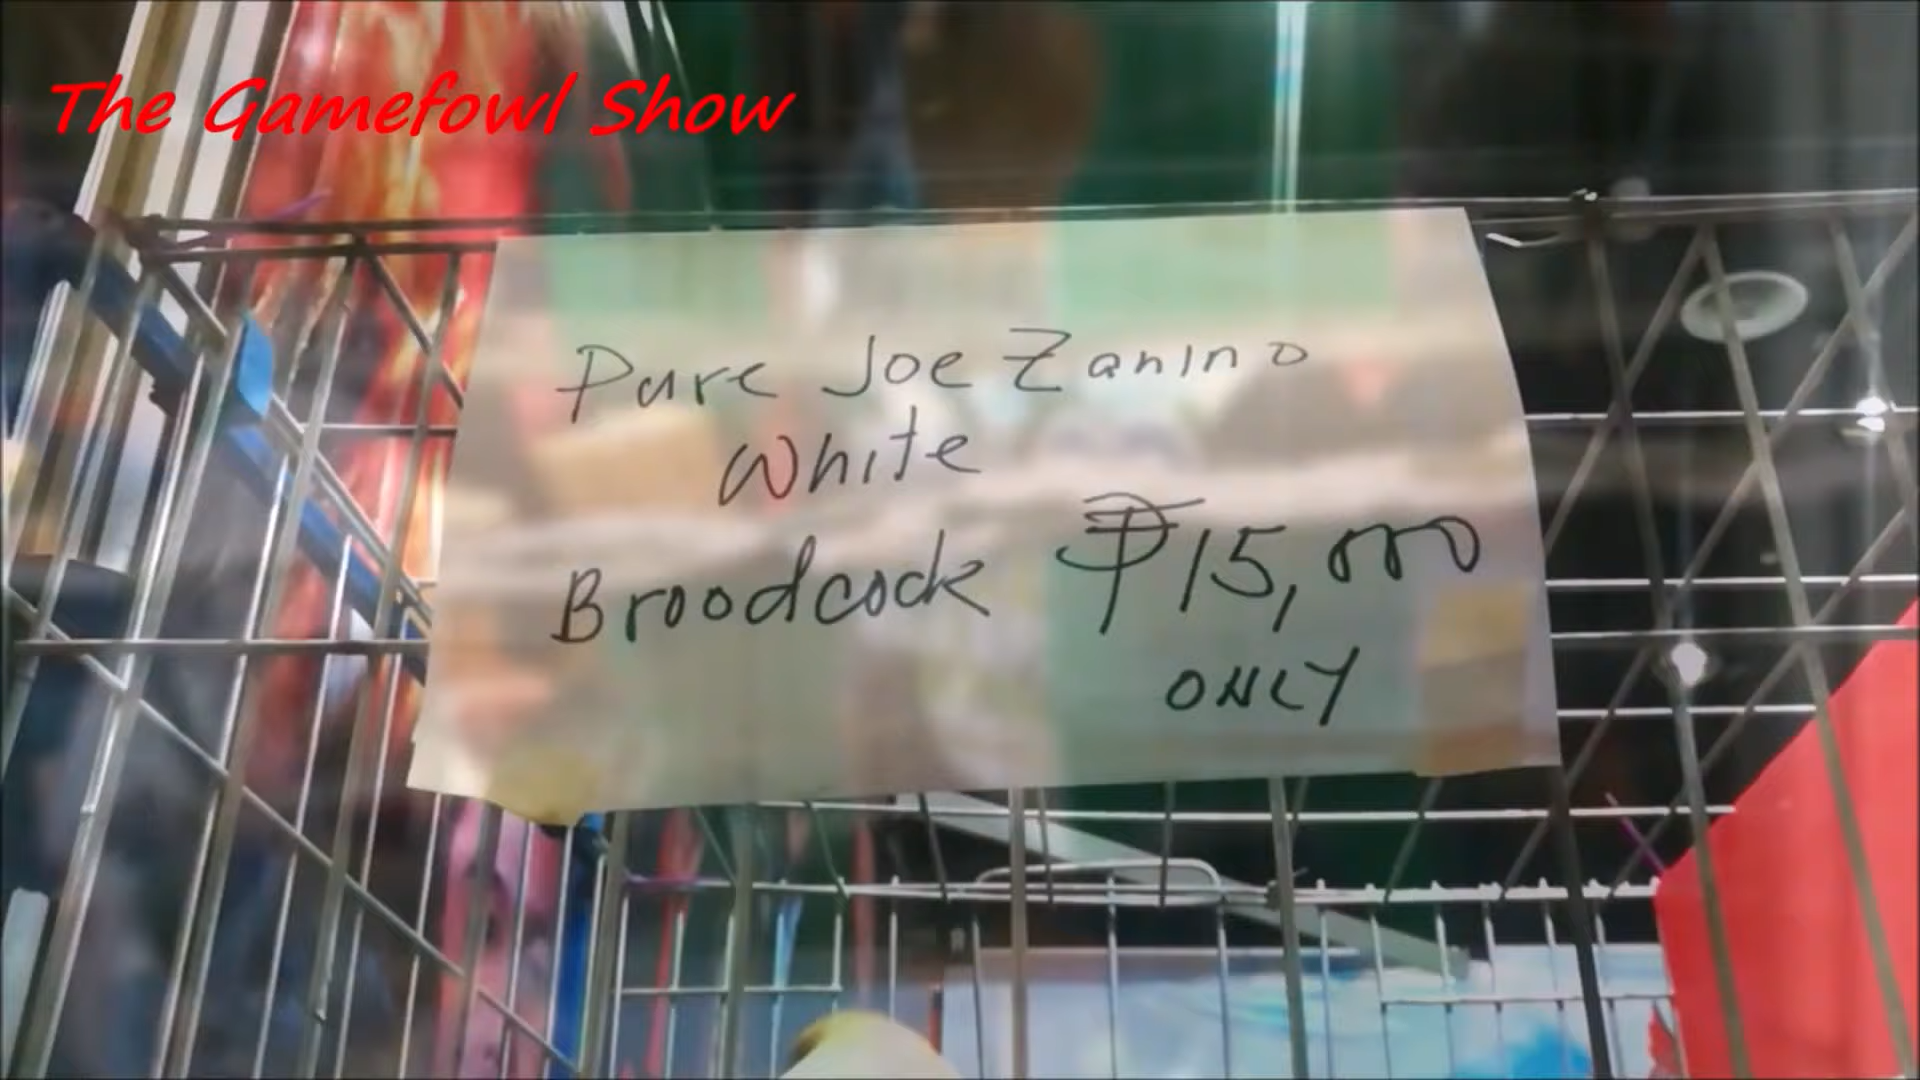 The Gamefowl Show
Pure Joe Zanino
White
Broodcock ₱15,000
ONLY